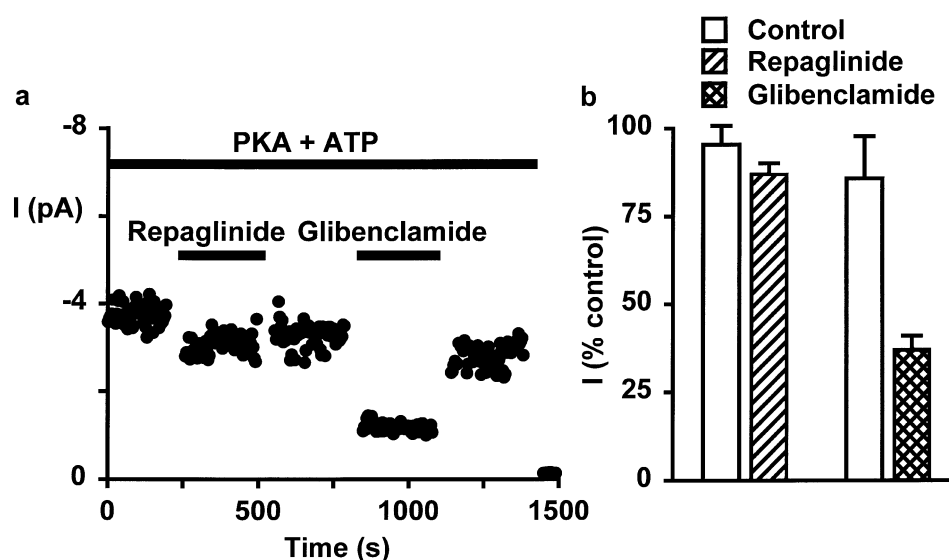 a
-8
PKA + ATP
I (pA)
Repaglinide Glibenclamide
-4
0
0 500 1000 1500
Time (s)
Control
Repaglinide
Glibenclamide
b
100
75
50
25
0
I (% control)